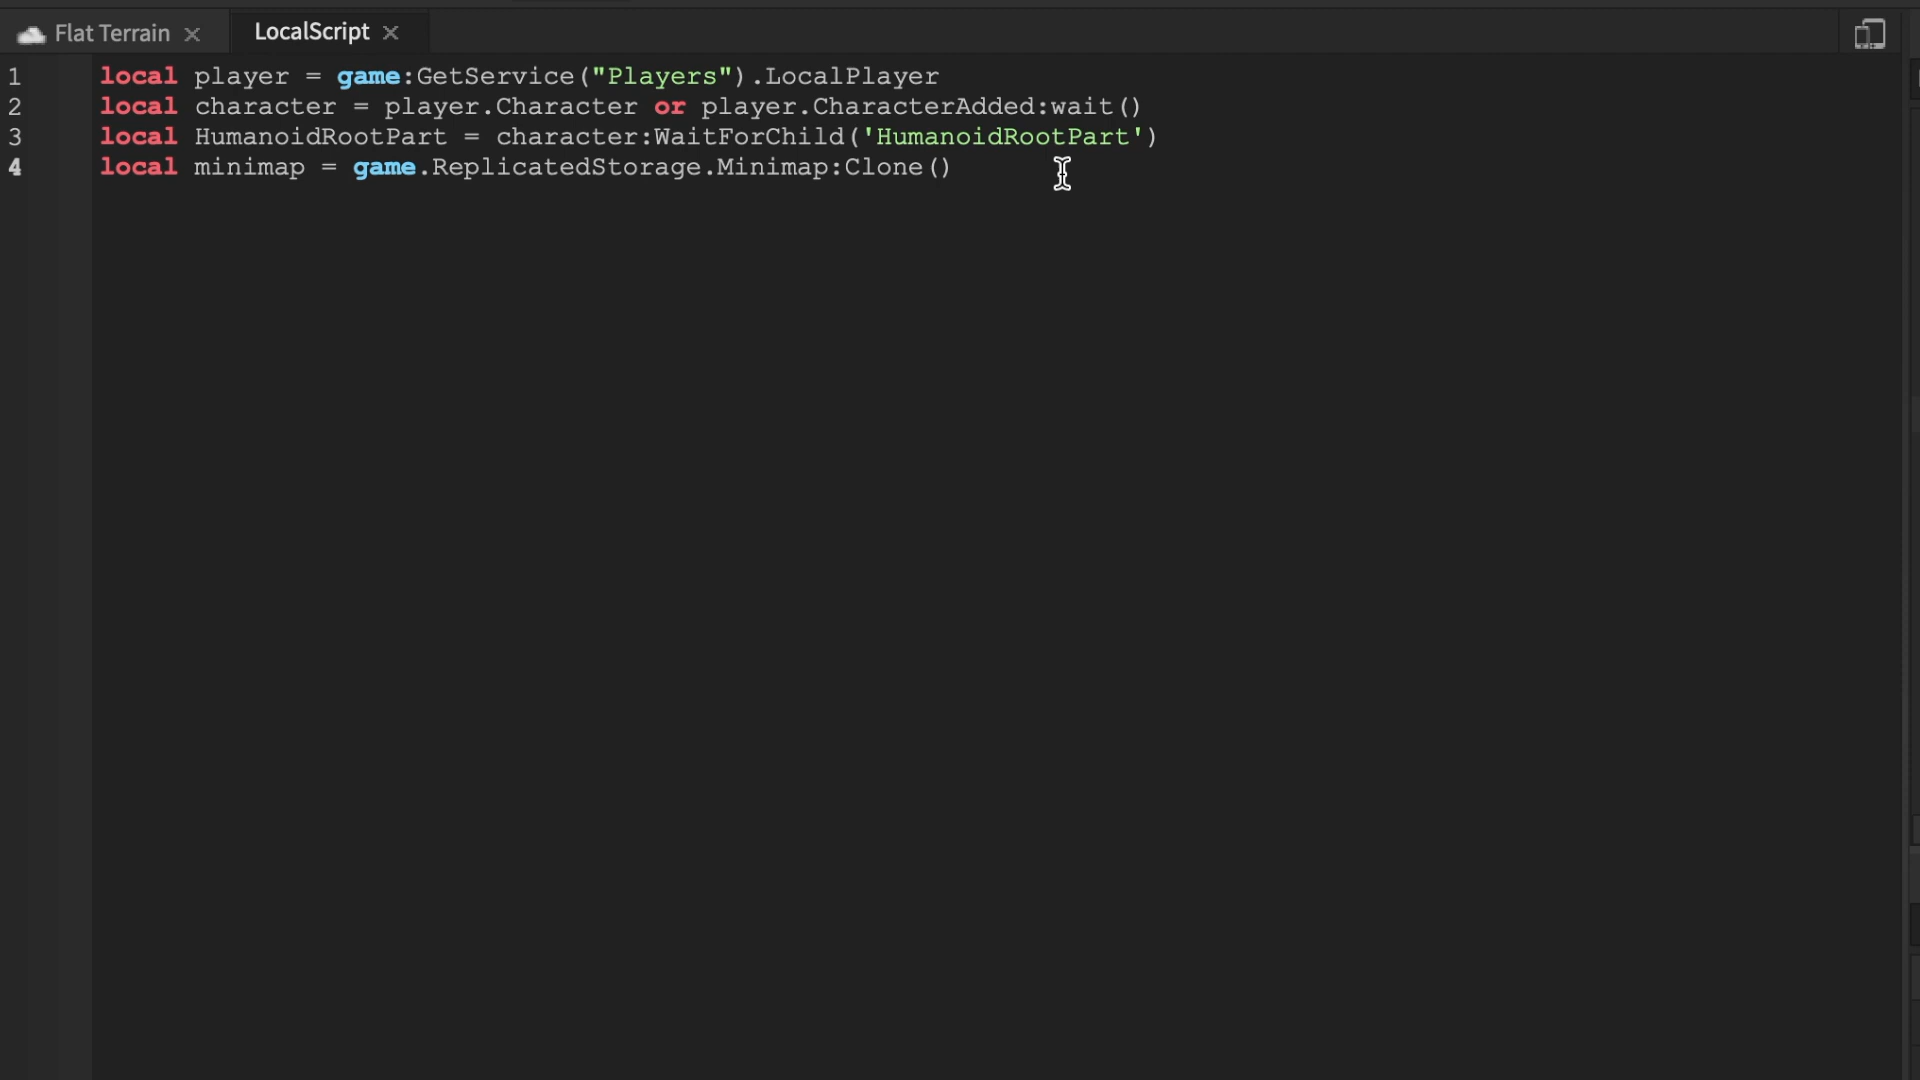 Flat Terrain
LocalScript
1 local player = game:GetService("Players").LocalPlayer
2 local character = player.Character or player.CharacterAdded:wait()
3 local HumanoidRootPart = character:WaitForChild('HumanoidRootPart')
4 local minimap = game.ReplicatedStorage.Minimap:Clone()